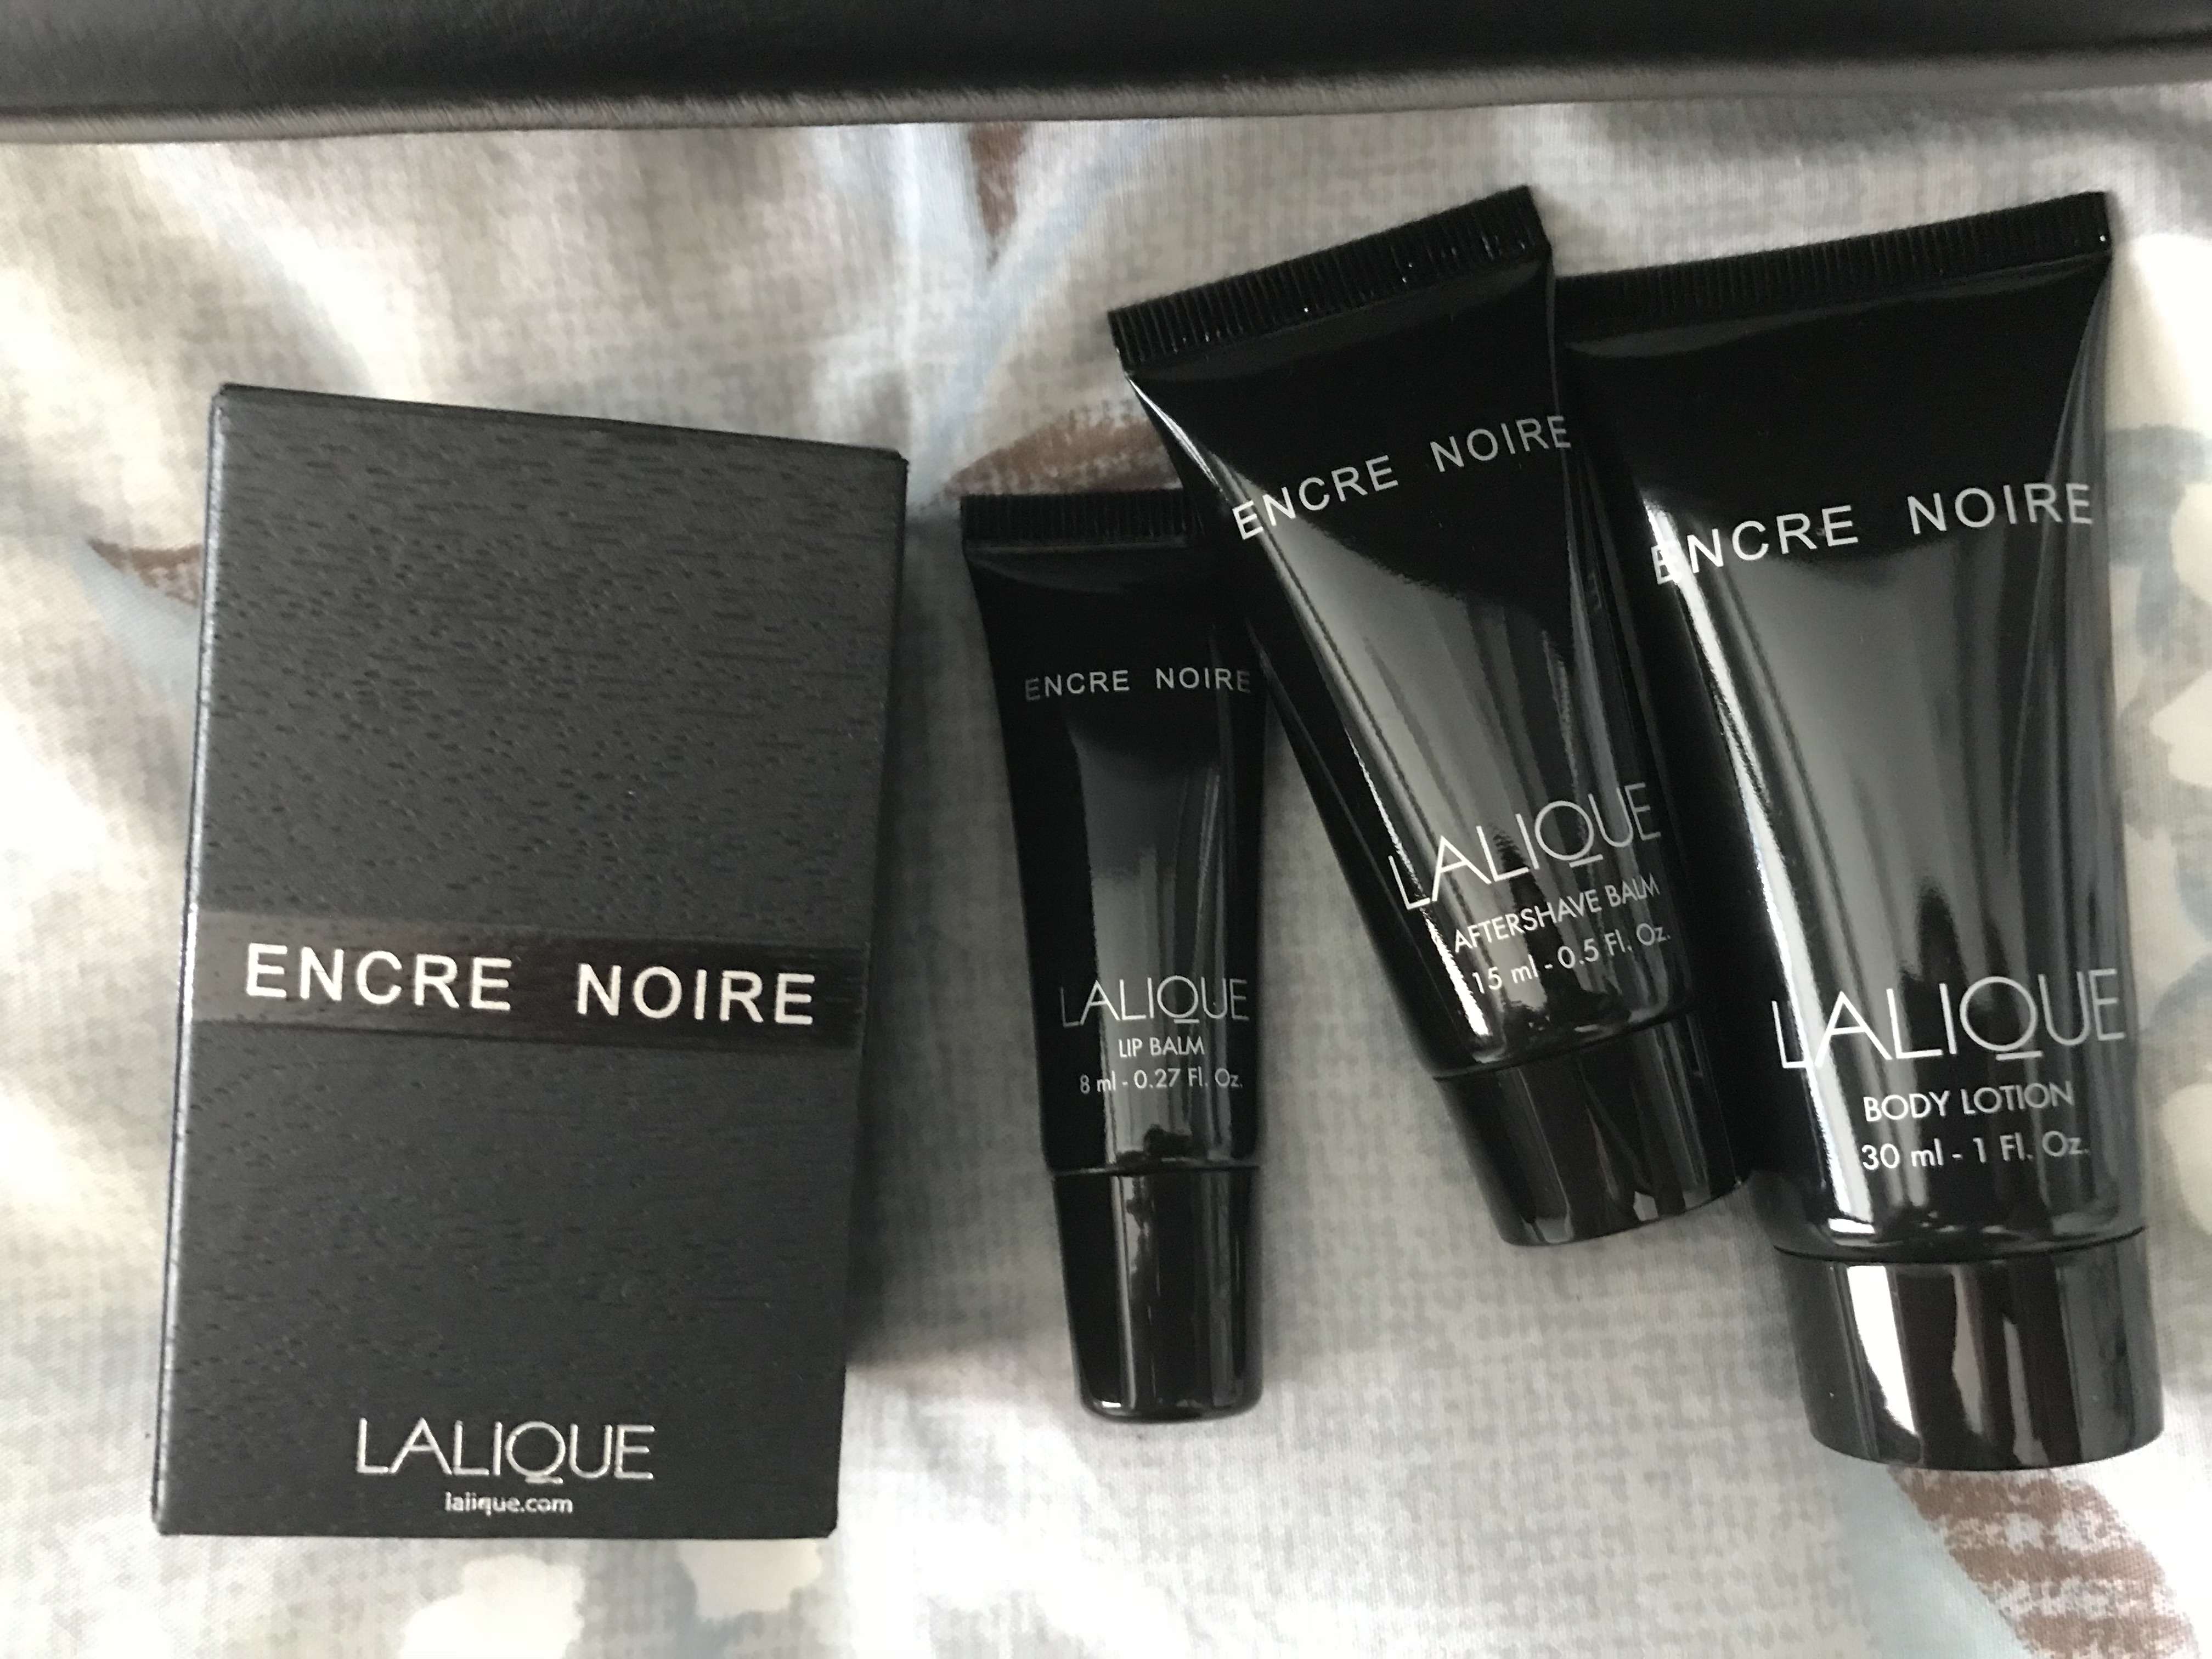 ENCRE NOIRE
LALIQUE
lalique.com
ENCRE NOIRE
LALIQUE
LIP BALM
8 ml - 0.27 Fl. Oz.
ENCRE NOIRE
LALIQUE
AFTERSHAVE BALM
15 ml - 0.5 Fl. Oz.
ENCRE NOIRE
LALIQUE
BODY LOTION
30 ml - 1 Fl. Oz.